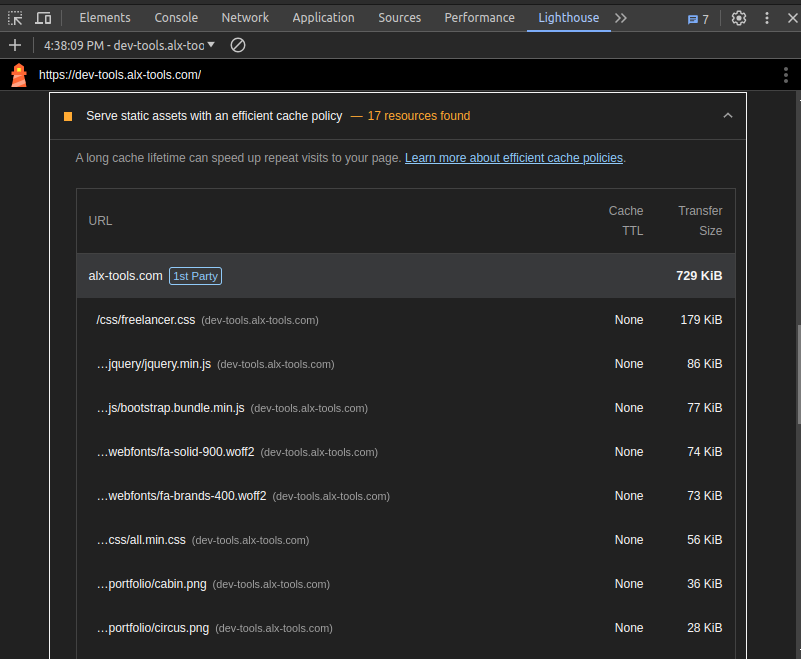 Elements Console Network Application Sources Performance Lighthouse 7
4:38:09 PM - dev-tools.alx-too
https://dev-tools.alx-tools.com/
Serve static assets with an efficient cache policy — 17 resources found
A long cache lifetime can speed up repeat visits to your page. Learn more about efficient cache policies.
URL Cache TTL Transfer Size
alx-tools.com 1st Party 729 KiB
/css/freelancer.css (dev-tools.alx-tools.com) None 179 KiB
…jquery/jquery.min.js (dev-tools.alx-tools.com) None 86 KiB
…js/bootstrap.bundle.min.js (dev-tools.alx-tools.com) None 77 KiB
…webfonts/fa-solid-900.woff2 (dev-tools.alx-tools.com) None 74 KiB
…webfonts/fa-brands-400.woff2 (dev-tools.alx-tools.com) None 73 KiB
…css/all.min.css (dev-tools.alx-tools.com) None 56 KiB
…portfolio/cabin.png (dev-tools.alx-tools.com) None 36 KiB
…portfolio/circus.png (dev-tools.alx-tools.com) None 28 KiB